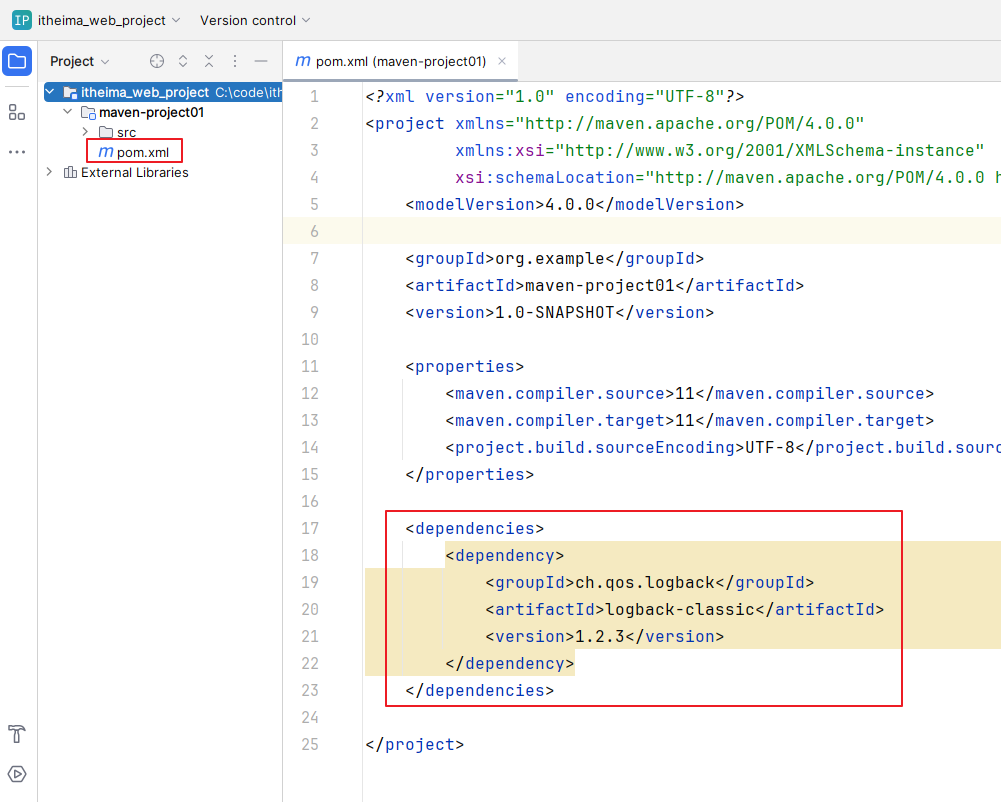 IP itheima_web_project Version control
Project
itheima_web_project C:\code\ith
maven-project01
src
m pom.xml
External Libraries
m pom.xml (maven-project01)
1 <?xml version="1.0" encoding="UTF-8"?>
2 <project xmlns="http://maven.apache.org/POM/4.0.0"
3 xmlns:xsi="http://www.w3.org/2001/XMLSchema-instance"
4 xsi:schemaLocation="http://maven.apache.org/POM/4.0.0 h
5 <modelVersion>4.0.0</modelVersion>
6
7 <groupId>org.example</groupId>
8 <artifactId>maven-project01</artifactId>
9 <version>1.0-SNAPSHOT</version>
10
11 <properties>
12 <maven.compiler.source>11</maven.compiler.source>
13 <maven.compiler.target>11</maven.compiler.target>
14 <project.build.sourceEncoding>UTF-8</project.build.sourc
15 </properties>
16
17 <dependencies>
18 <dependency>
19 <groupId>ch.qos.logback</groupId>
20 <artifactId>logback-classic</artifactId>
21 <version>1.2.3</version>
22 </dependency>
23 </dependencies>
24
25 </project>